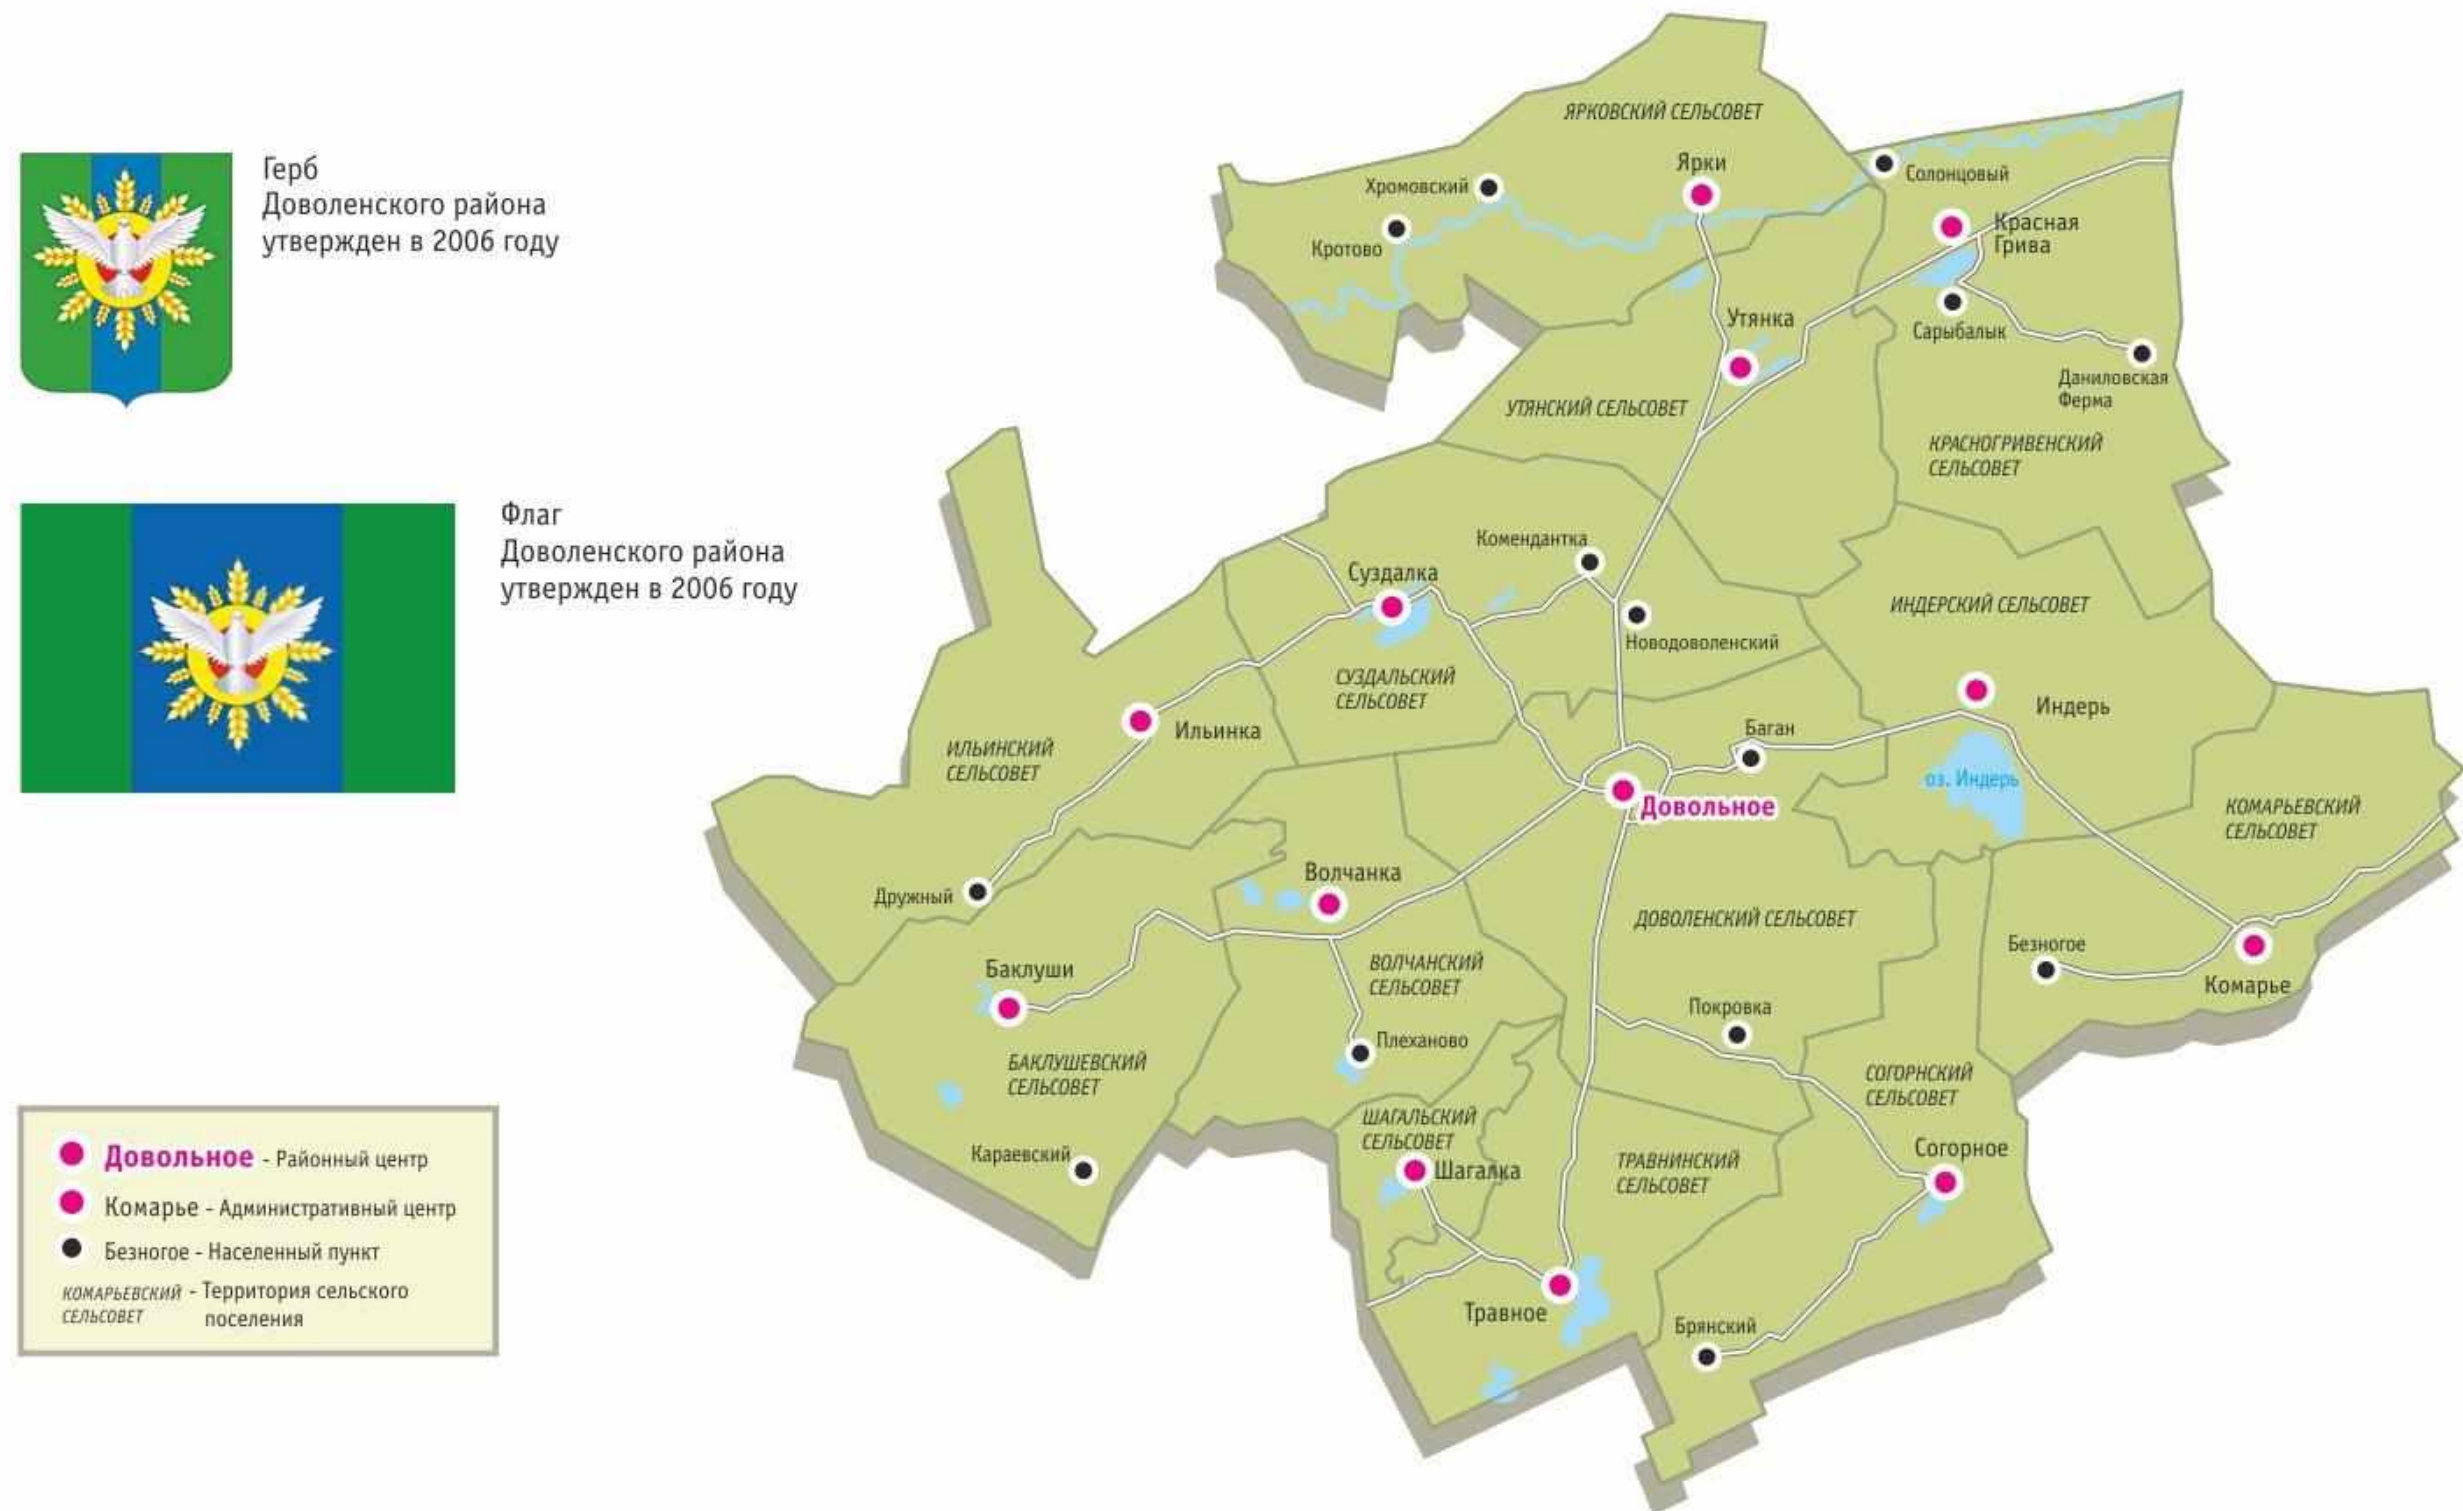 Герб
Доволенского района
утвержден в 2006 году
Флаг
Доволенского района
утвержден в 2006 году
Довольное - Районный центр
Комарье - Административный центр
Безногое - Населенный пункт
КОМАРЬЕВСКИЙ - Территория сельского
СЕЛЬСОВЕТ поселения
ЯРКОВСКИЙ СЕЛЬСОВЕТ
Ярки
Хромовский
Кротово
Солонцовый
Красная
Грива
Сарыбалык
Даниловская
Ферма
КРАСНОГРИВЕНСКИЙ
СЕЛЬСОВЕТ
Утянка
УТЯНСКИЙ СЕЛЬСОВЕТ
Комендантка
Суздалка
Новодоволенский
СУЗДАЛЬСКИЙ
СЕЛЬСОВЕТ
ИНДЕРСКИЙ СЕЛЬСОВЕТ
Индерь
оз. Индерь
Ильинка
ИЛЬИНСКИЙ
СЕЛЬСОВЕТ
Дружный
Баган
Довольное
ДОВОЛЕНСКИЙ СЕЛЬСОВЕТ
КОМАРЬЕВСКИЙ
СЕЛЬСОВЕТ
Безногое
Комарье
Волчанка
ВОЛЧАНСКИЙ
СЕЛЬСОВЕТ
Плеханово
Баклуши
БАКЛУШЕВСКИЙ
СЕЛЬСОВЕТ
Караевский
Покровка
СОГОРНСКИЙ
СЕЛЬСОВЕТ
Согорное
ШАГАЛЬСКИЙ
СЕЛЬСОВЕТ
Шагалка
ТРАВНИНСКИЙ
СЕЛЬСОВЕТ
Травное
Брянский